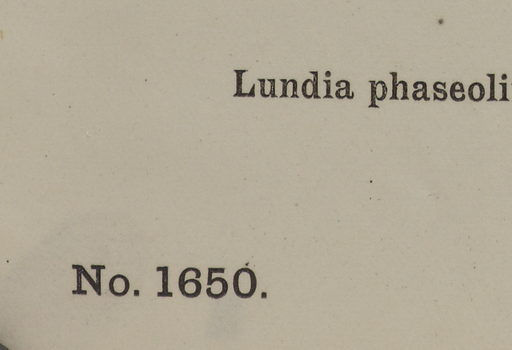 Lundia phaseoli
No. 1650.